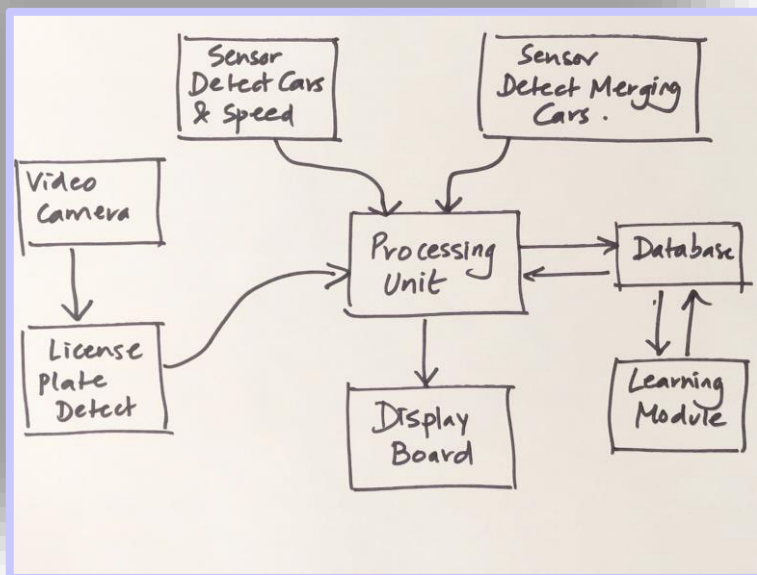 Sensor
Detect Cars
& Speed
Sensor
Detect Merging
Cars.
Video
Camera
Processing
Unit
Database
License
Plate
Detect
Display
Board
Learning
Module